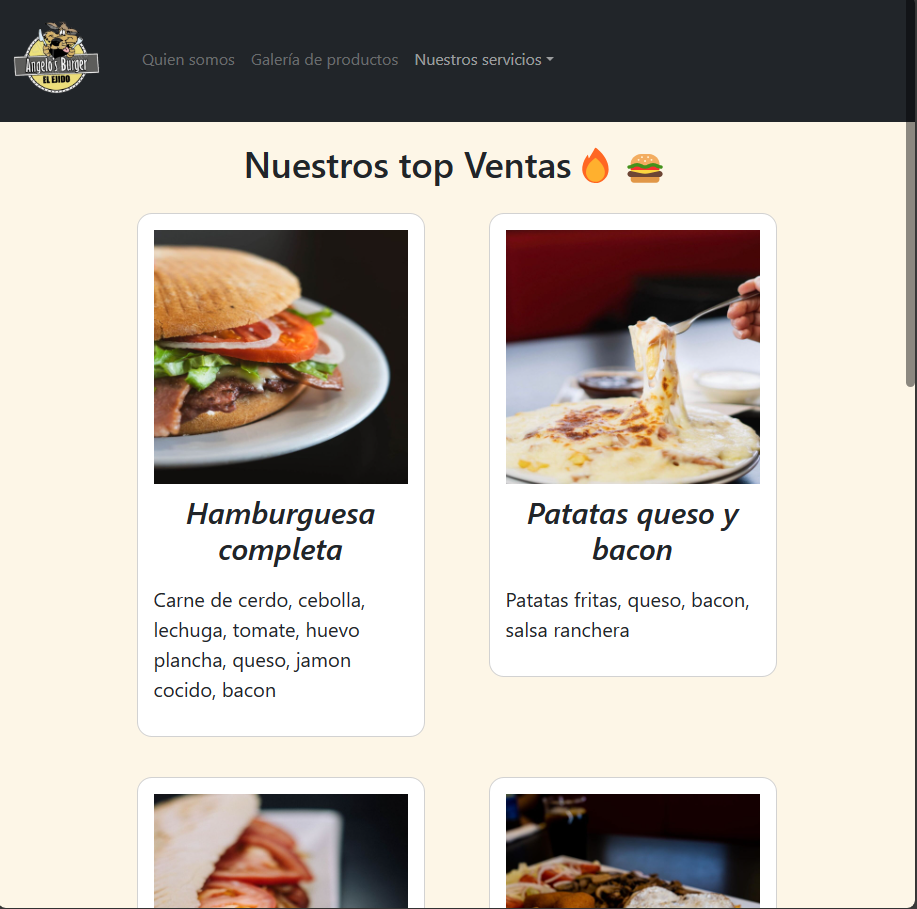 Angelo's Burger
EL EJIDO
Quien somos
Galería de productos
Nuestros servicios
Nuestros top Ventas
Hamburguesa
completa
Carne de cerdo, cebolla,
lechuga, tomate, huevo
plancha, queso, jamon
cocido, bacon
Patatas queso y
bacon
Patatas fritas, queso, bacon,
salsa ranchera